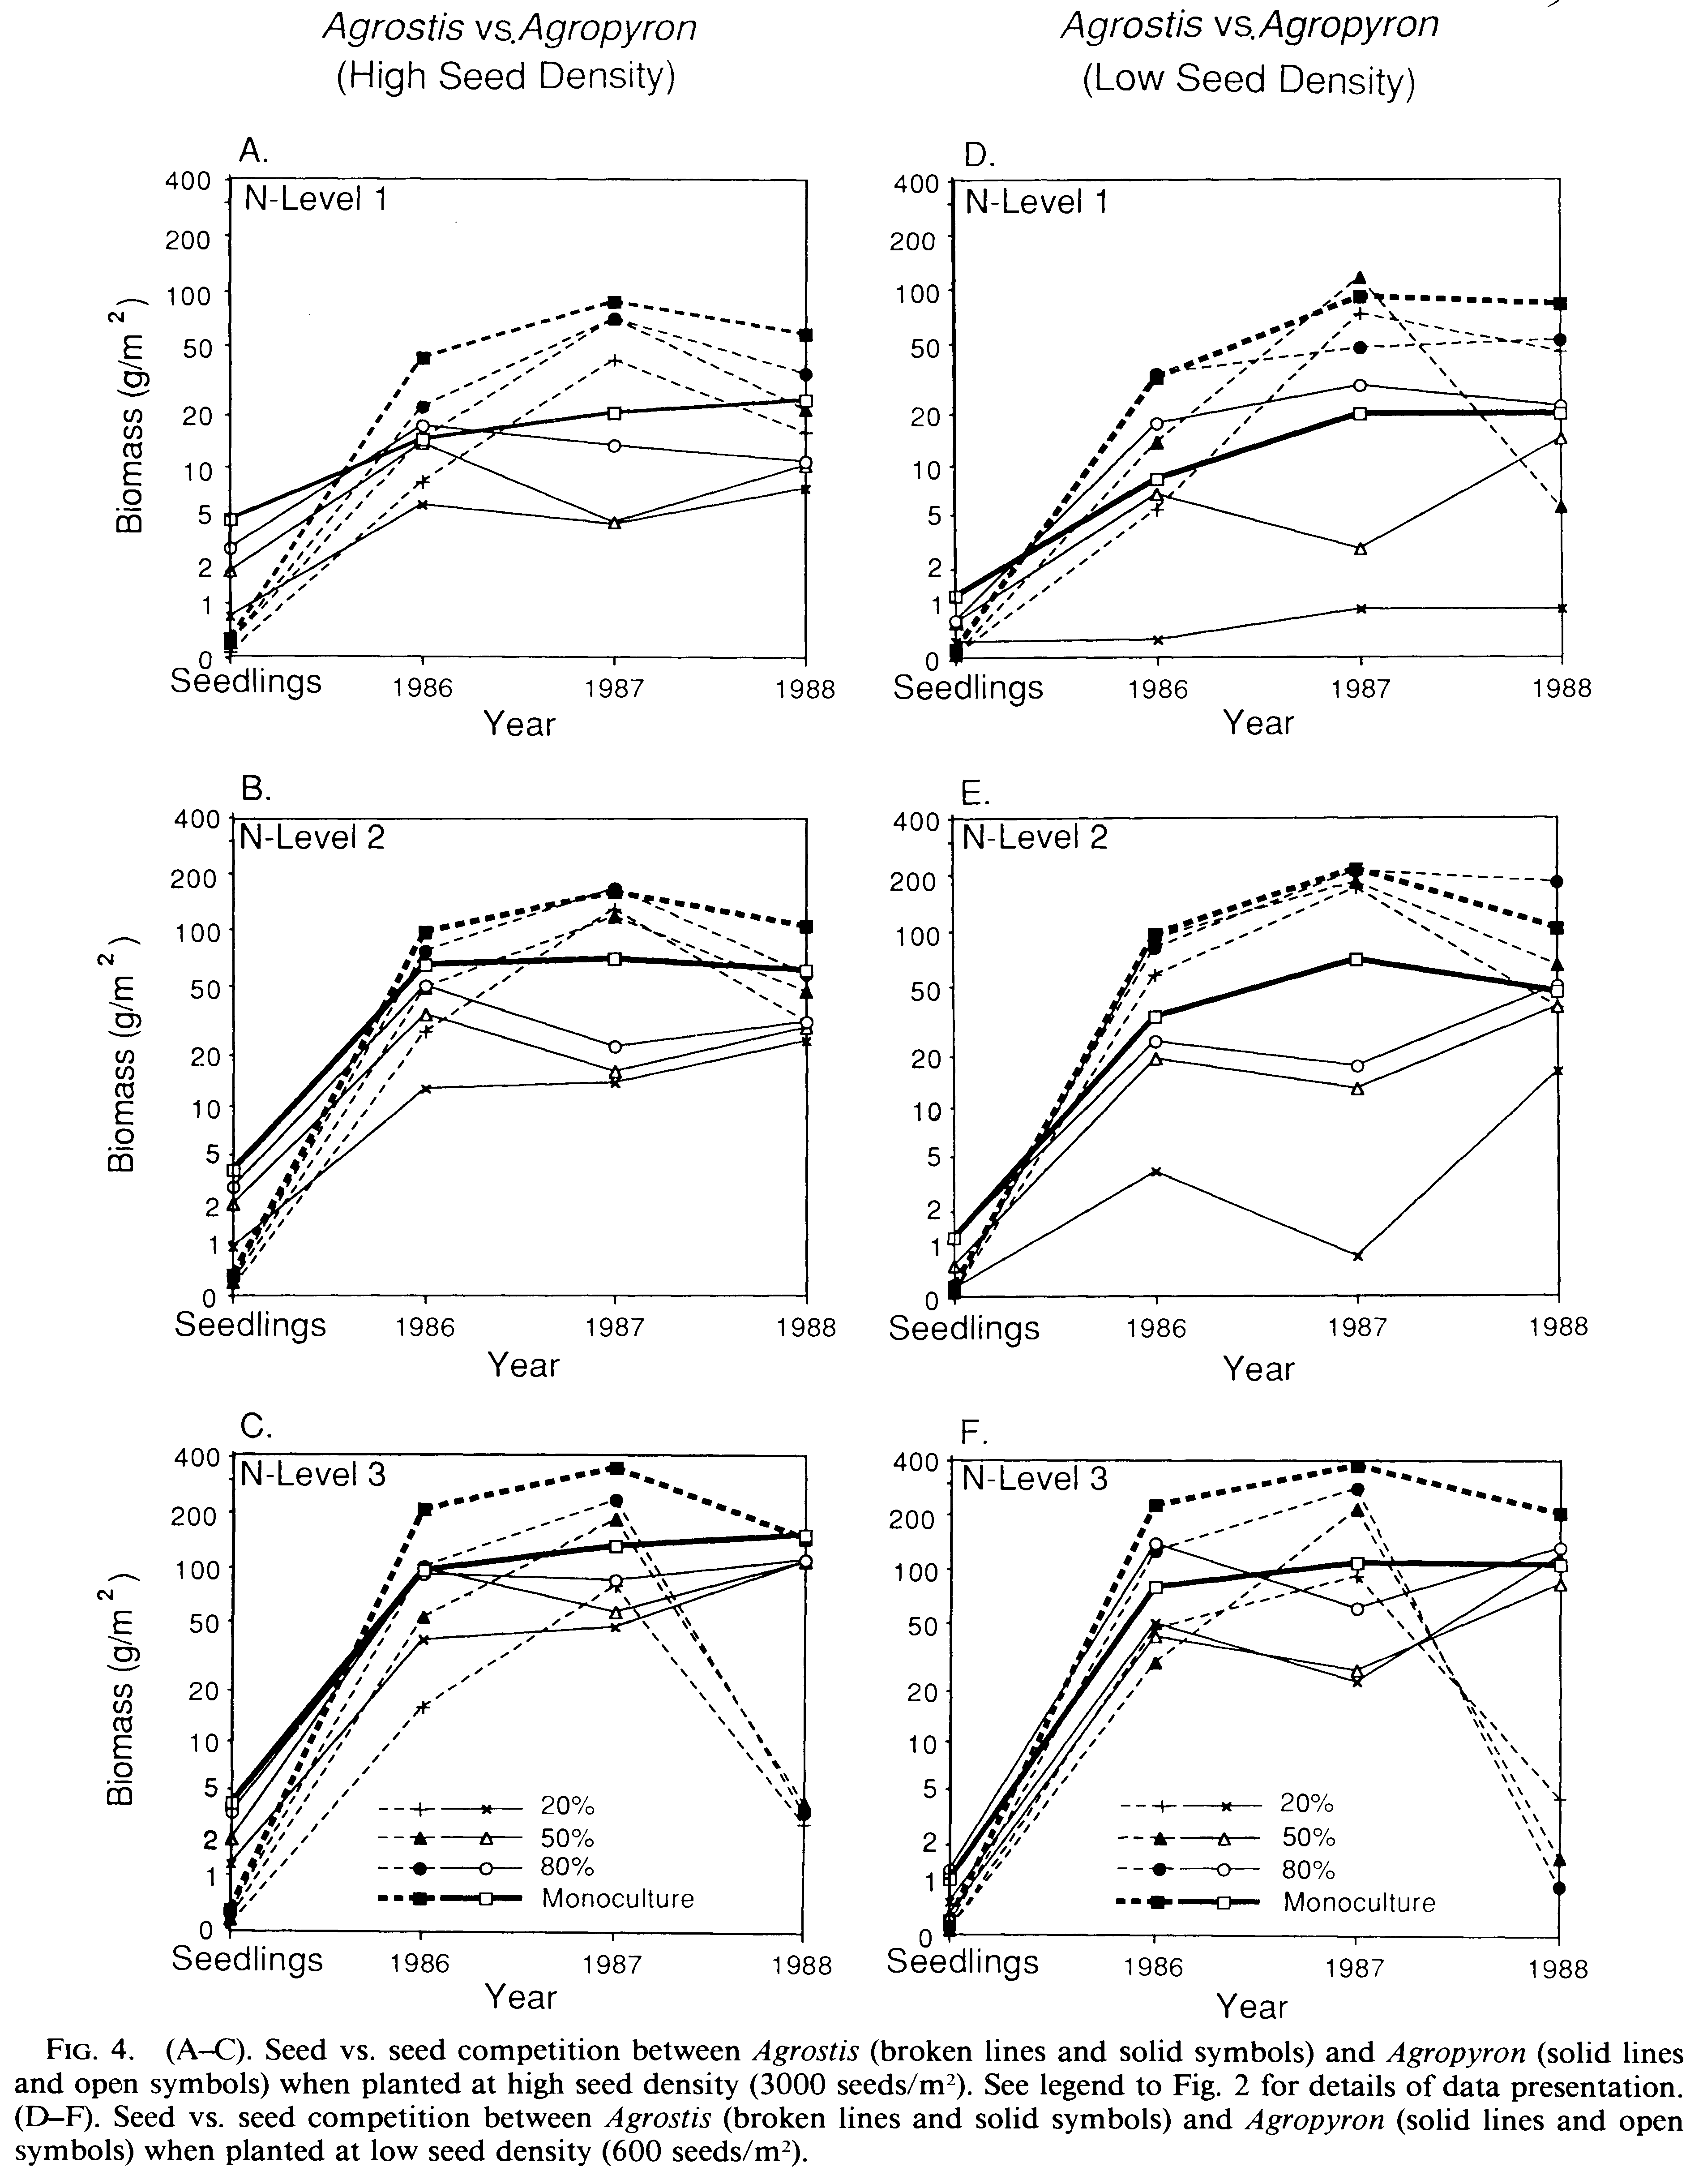 Agrostis vs. Agropyron
(High Seed Density)
A.
N-Level 1
400
200
100
50
20
10
5
2
1
0
Biomass (g/m²)
Seedlings 1986 1987 1988
Year
B.
N-Level 2
400
200
100
50
20
10
5
2
1
0
Biomass (g/m²)
Seedlings 1986 1987 1988
Year
C.
N-Level 3
400
200
100
50
20
10
5
2
1
0
Biomass (g/m²)
20%
50%
80%
Monoculture
Seedlings 1986 1987 1988
Year
Agrostis vs. Agropyron
(Low Seed Density)
D.
N-Level 1
400
200
100
50
20
10
5
2
1
0
Seedlings 1986 1987 1988
Year
E.
N-Level 2
400
200
100
50
20
10
5
2
1
0
Seedlings 1986 1987 1988
Year
F.
N-Level 3
400
200
100
50
20
10
5
2
1
0
20%
50%
80%
Monoculture
Seedlings 1986 1987 1988
Year
FIG. 4. (A–C). Seed vs. seed competition between Agrostis (broken lines and solid symbols) and Agropyron (solid lines
and open symbols) when planted at high seed density (3000 seeds/m²). See legend to Fig. 2 for details of data presentation.
(D–F). Seed vs. seed competition between Agrostis (broken lines and solid symbols) and Agropyron (solid lines and open
symbols) when planted at low seed density (600 seeds/m²).